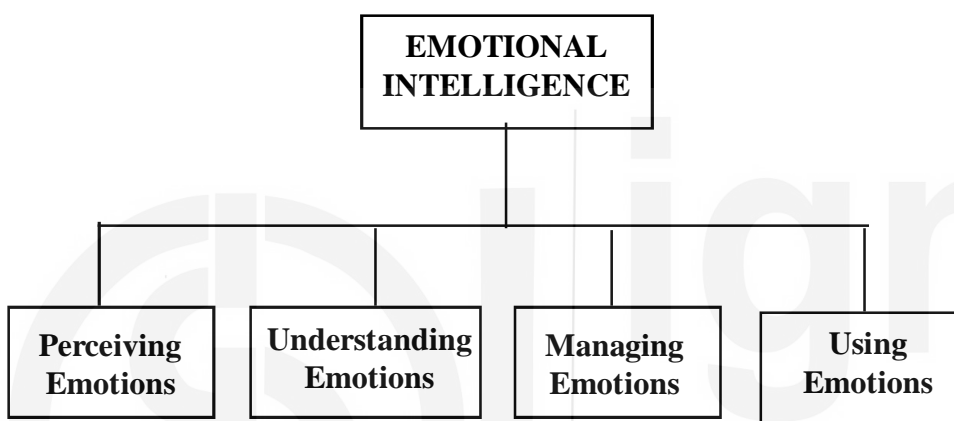 EMOTIONAL
INTELLIGENCE
Perceiving
Emotions
Understanding
Emotions
Managing
Emotions
Using
Emotions